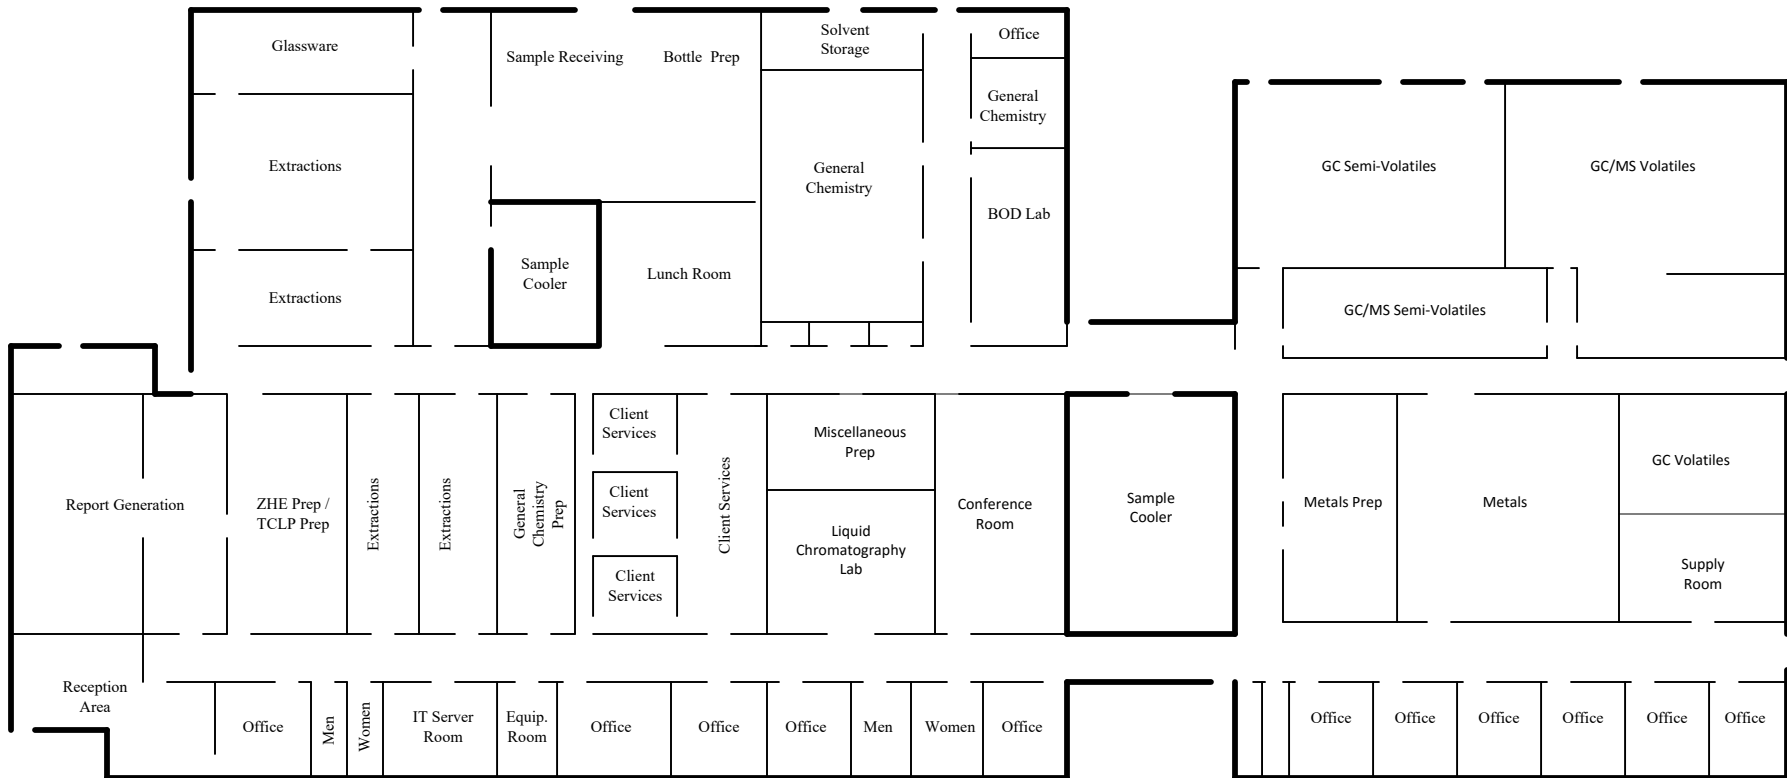 Glassware
Sample Receiving
Bottle Prep
Solvent
Storage
Office
General
Chemistry
Extractions
General
Chemistry
BOD Lab
GC Semi-Volatiles
GC/MS Volatiles
Extractions
Sample
Cooler
Lunch Room
GC/MS Semi-Volatiles
Report Generation
ZHE Prep /
TCLP Prep
Extractions
Extractions
General
Chemistry
Prep
Client
Services
Client
Services
Client
Services
Client Services
Miscellaneous
Prep
Liquid
Chromatography
Lab
Conference
Room
Sample
Cooler
Metals Prep
Metals
GC Volatiles
Supply
Room
Reception
Area
Office
Men
Women
IT Server
Room
Equip.
Room
Office
Office
Office
Men
Women
Office
Office
Office
Office
Office
Office
Office